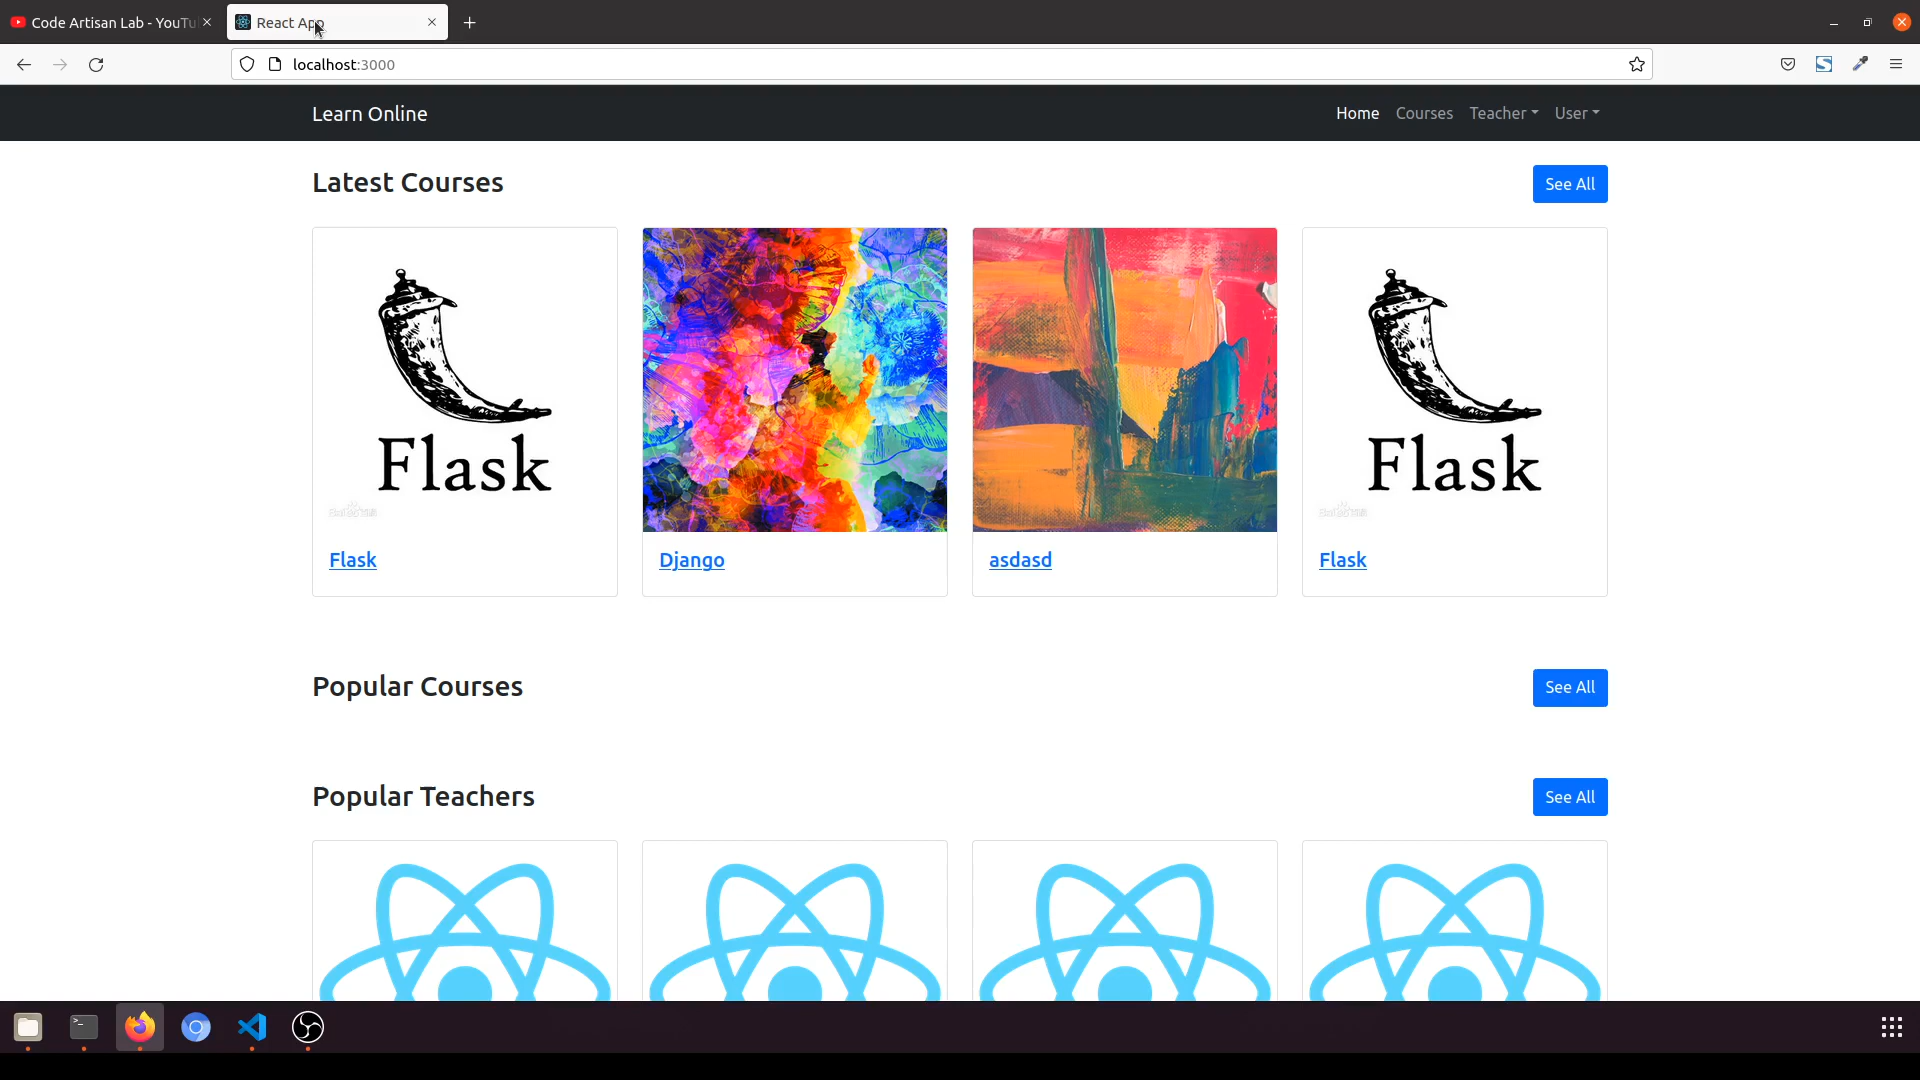 Code Artisan Lab - YouTu
React App
localhost:3000
Learn Online
Home Courses Teacher User
Latest Courses See All
Flask Flask
Flask Django asdasd Flask
Popular Courses See All
Popular Teachers See All